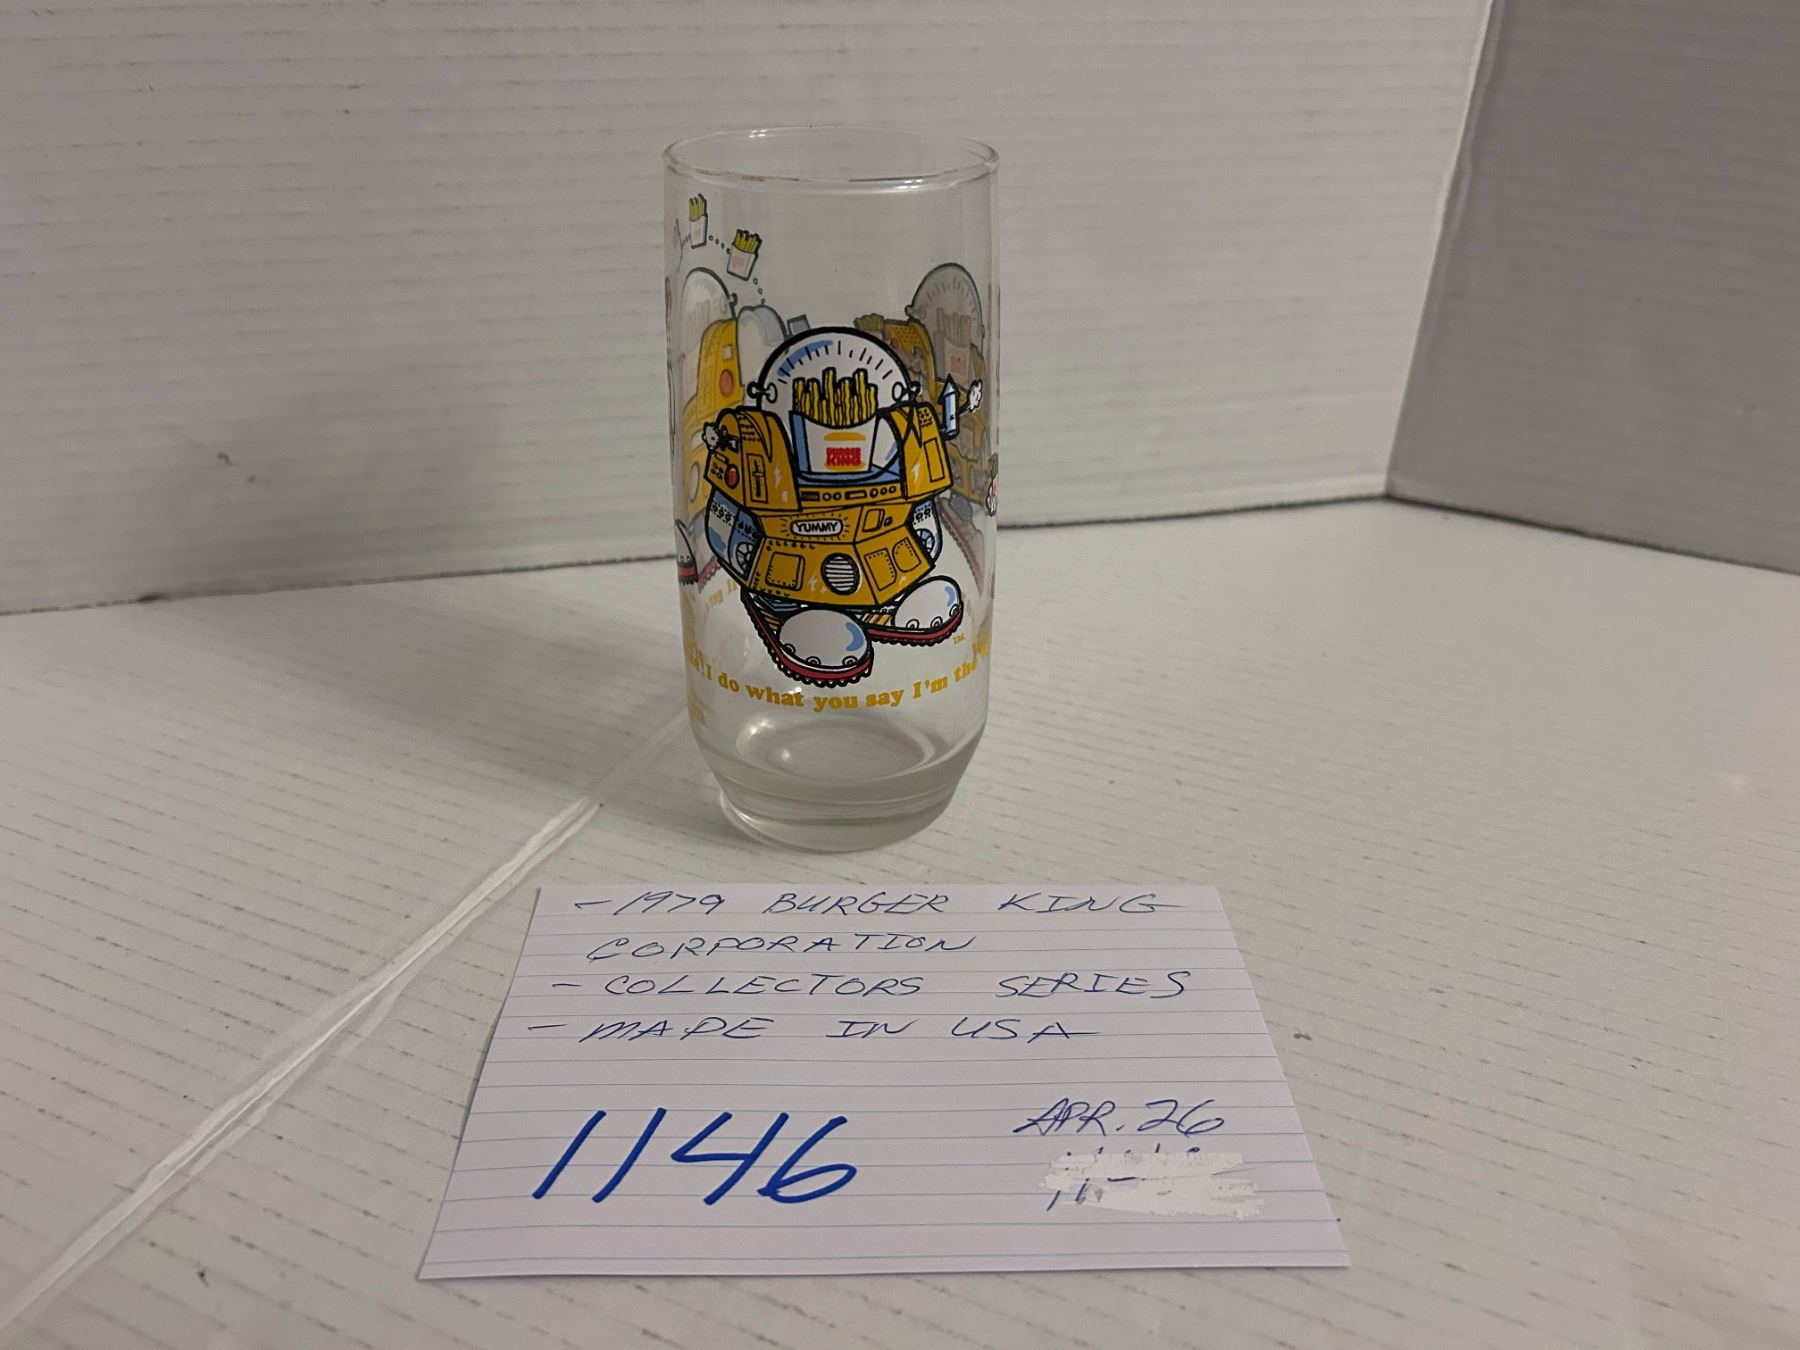 BURGER
KING
YUMMY
TM
I do what you say I'm the
- 1979 BURGER KING
CORPORATION
- COLLECTORS SERIES
- MADE IN USA
1146
APR. 26